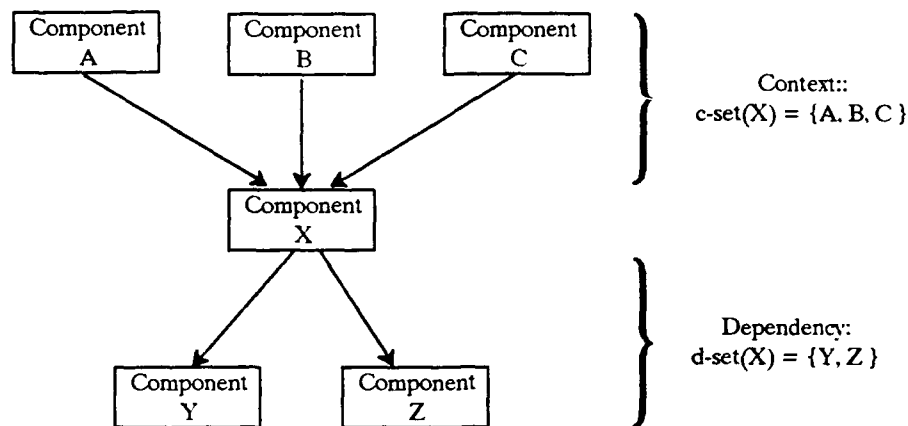 Component
A
Component
B
Component
C
Context::
c-set(X) = {A, B, C }
Component
X
Dependency:
d-set(X) = {Y, Z }
Component
Y
Component
Z